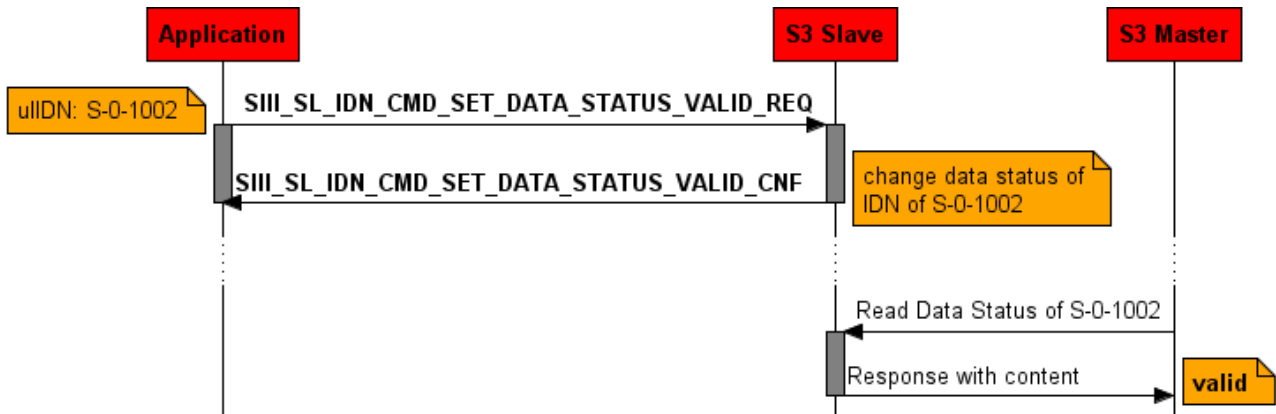 Application
S3 Slave
S3 Master
ulIDN: S-0-1002
SIII_SL_IDN_CMD_SET_DATA_STATUS_VALID_REQ
SIII_SL_IDN_CMD_SET_DATA_STATUS_VALID_CNF
change data status of
IDN of S-0-1002
Read Data Status of S-0-1002
Response with content
valid